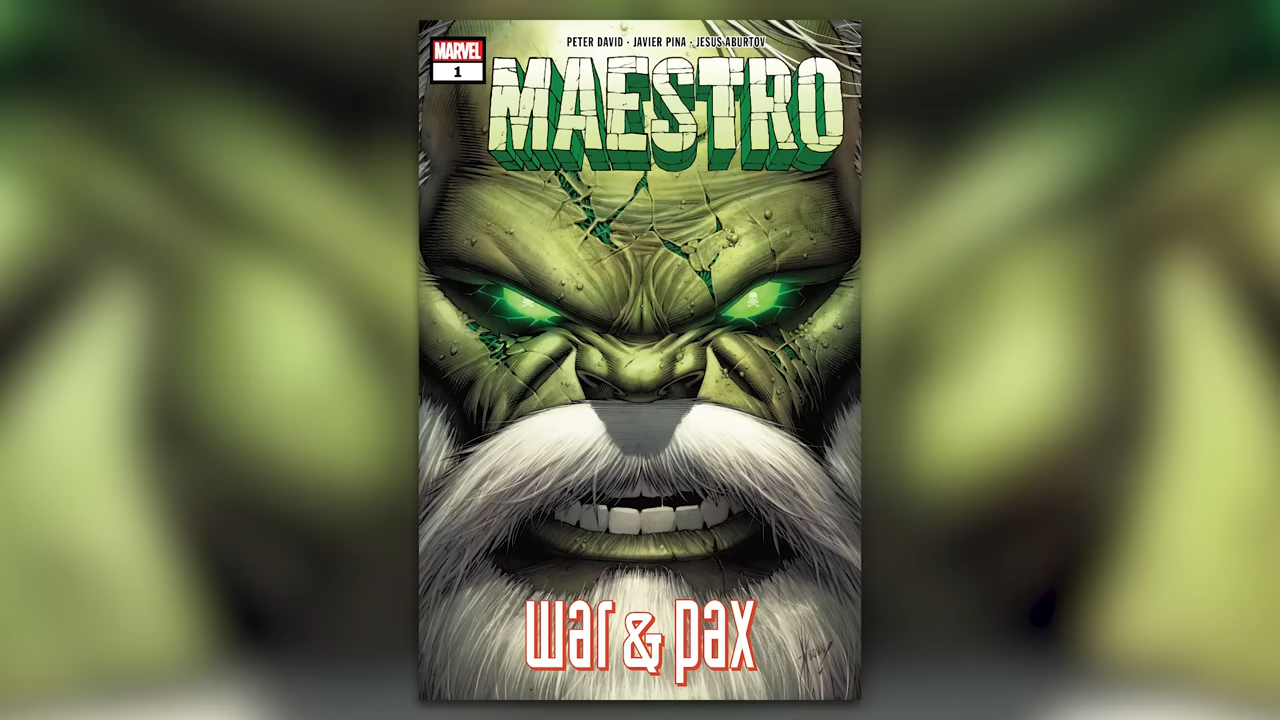 PETER DAVID · JAVIER PINA · JESUS ABURTOV
MARVEL
1
MAESTRO
WAR & PAX